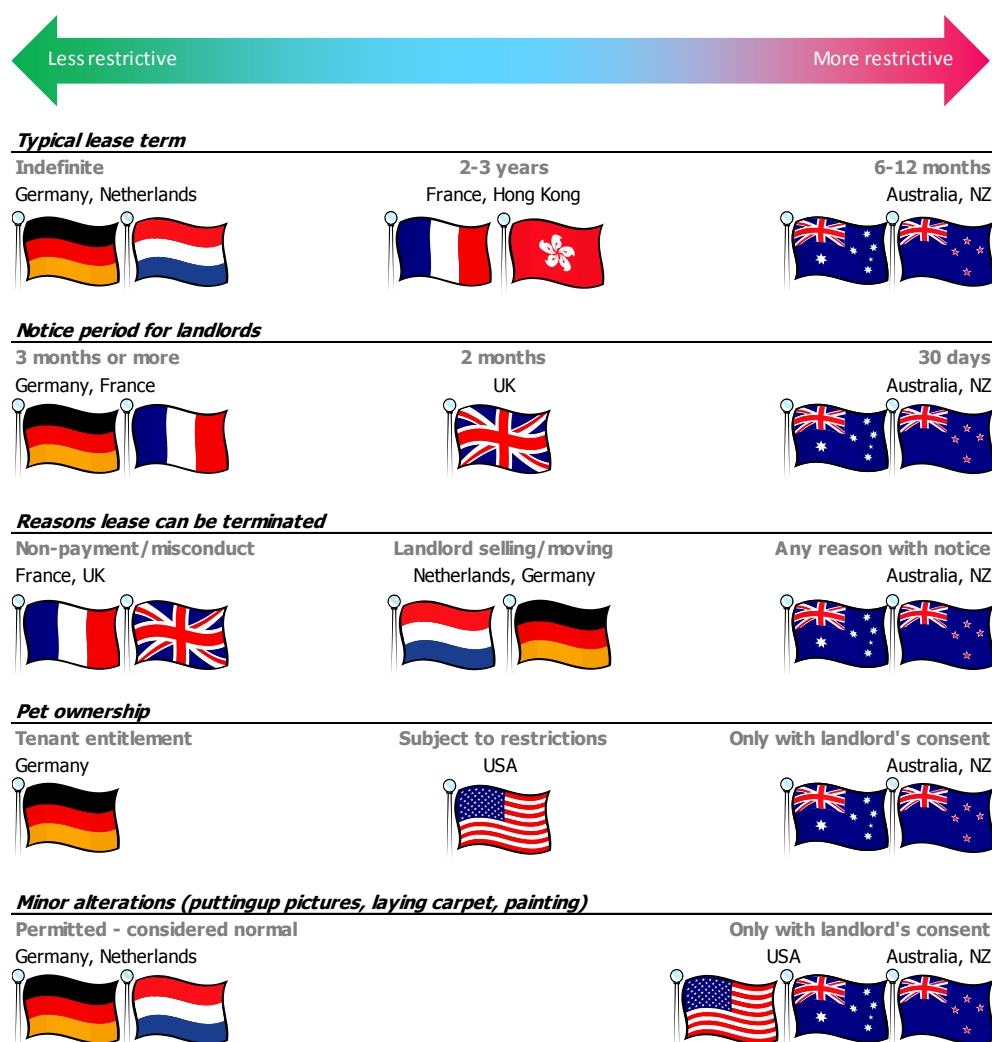 Less restrictive More restrictive
Typical lease term
Indefinite 2-3 years 6-12 months
Germany, Netherlands France, Hong Kong Australia, NZ
Notice period for landlords
3 months or more 2 months 30 days
Germany, France UK Australia, NZ
Reasons lease can be terminated
Non-payment/misconduct Landlord selling/moving Any reason with notice
France, UK Netherlands, Germany Australia, NZ
Pet ownership
Tenant entitlement Subject to restrictions Only with landlord's consent
Germany USA Australia, NZ
Minor alterations (puttingup pictures, laying carpet, painting)
Permitted - considered normal Only with landlord's consent
Germany, Netherlands USA Australia, NZ